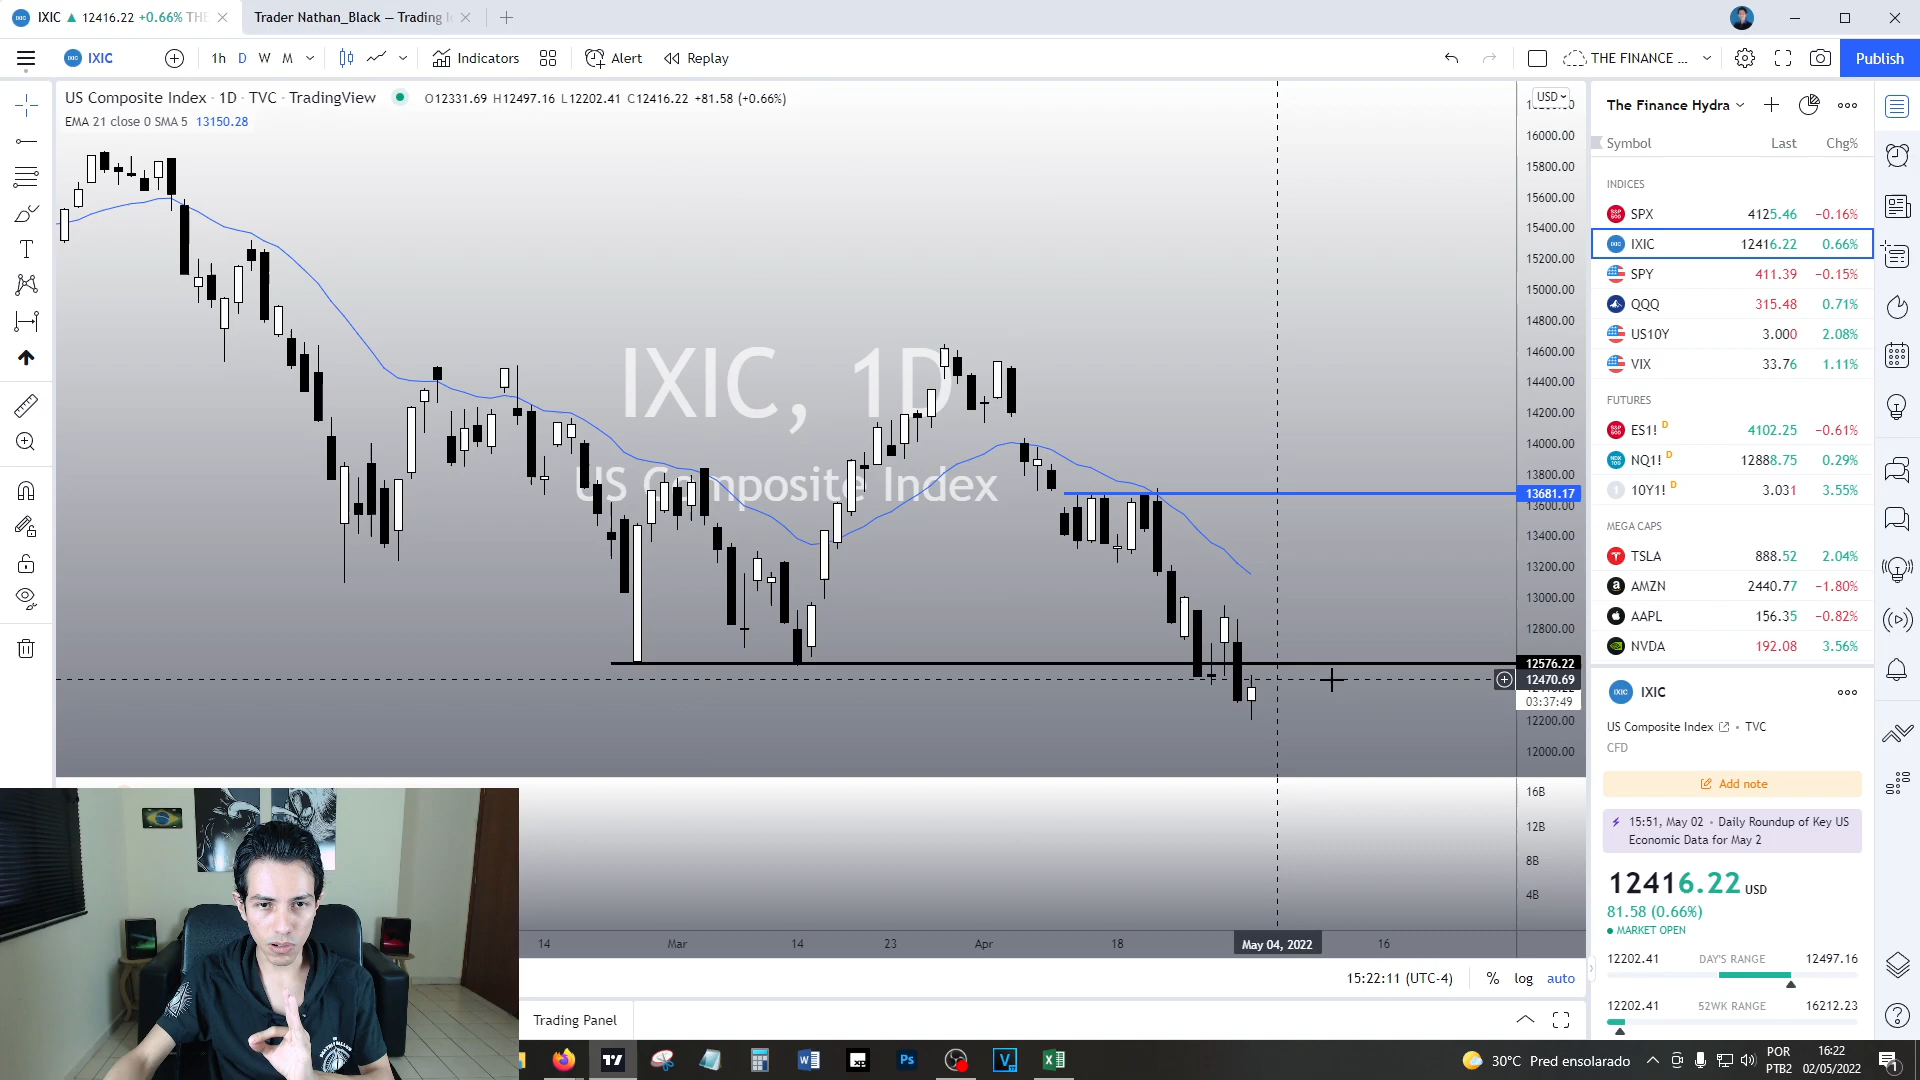 IXIC ▲ 12416.22 +0.66% THE
Trader Nathan_Black — Trading
IXIC
1h D W M
Indicators
Alert
Replay
THE FINANCE ...
Publish
US Composite Index · 1D · TVC · TradingView
O12331.69 H12497.16 L12202.41 C12416.22 +81.58 (+0.66%)
EMA 21 close 0 SMA 5 13150.28
IXIC, 1D
US Composite Index
USD
16000.00
15800.00
15600.00
15400.00
15200.00
15000.00
14800.00
14600.00
14400.00
14200.00
14000.00
13800.00
13681.17
13600.00
13400.00
13200.00
13000.00
12800.00
12576.22
12470.69
03:37:49
12200.00
12000.00
16B
12B
8B
4B
14 Mar 14 23 Apr 18 May 04, 2022 16
15:22:11 (UTC-4) % log auto
Trading Panel
The Finance Hydra
Symbol Last Chg%
INDICES
SPX 4125.46 −0.16%
IXIC 12416.22 0.66%
SPY 411.39 −0.15%
QQQ 315.48 0.71%
US10Y 3.000 2.08%
VIX 33.76 1.11%
FUTURES
ES1! D 4102.25 −0.61%
NQ1! D 12888.75 0.29%
10Y1! D 3.031 3.55%
MEGA CAPS
TSLA 888.52 2.04%
AMZN 2440.77 −1.80%
AAPL 156.35 −0.82%
NVDA 192.08 3.56%
IXIC
US Composite Index • TVC
CFD
Add note
15:51, May 02 • Daily Roundup of Key US
Economic Data for May 2
12416.22 USD
81.58 (0.66%)
MARKET OPEN
12202.41 DAY'S RANGE 12497.16
12202.41 52WK RANGE 16212.23
30°C Pred ensolarado
POR
PTB2
16:22
02/05/2022